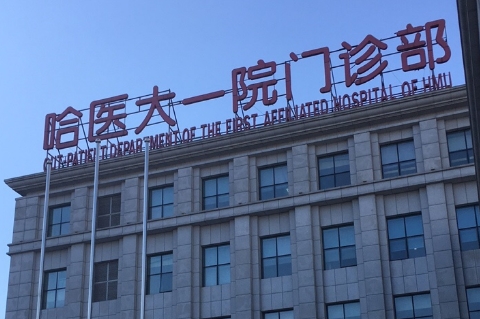 哈医大一院门诊部
OUT-PATIENT DEPARTMENT OF THE FIRST AFFILIATED HOSPITAL OF HMU